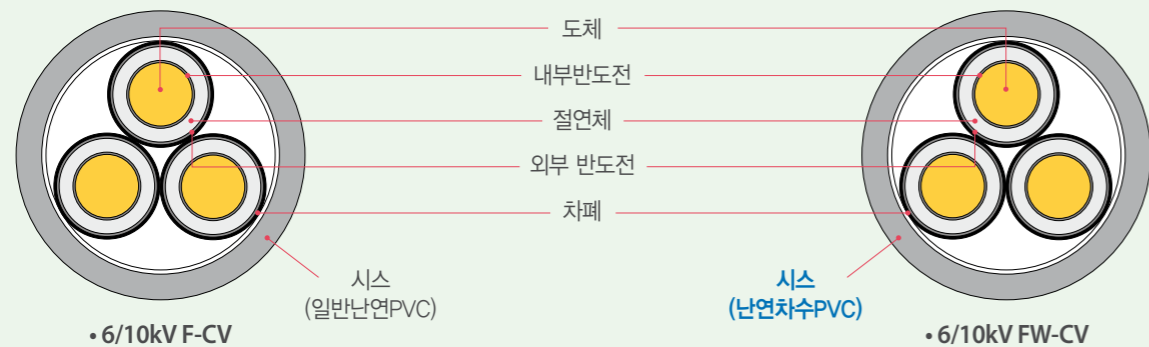 도체
내부반도전
절연체
외부 반도전
차폐
시스
(일반난연PVC)
시스
(난연차수PVC)
• 6/10kV F-CV
• 6/10kV FW-CV